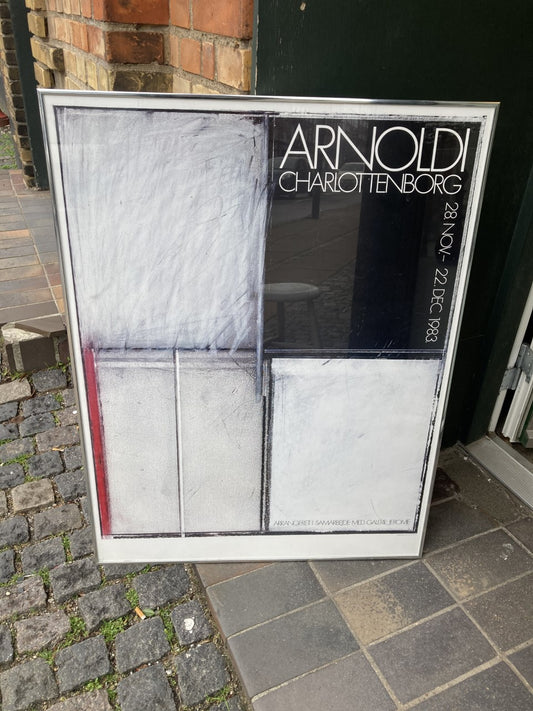 ARNOLDI
CHARLOTTENBORG
28 NOV- 22 DEC 1983
ARRANGERET I SAMARBEJDE MED GALERIE JEROME